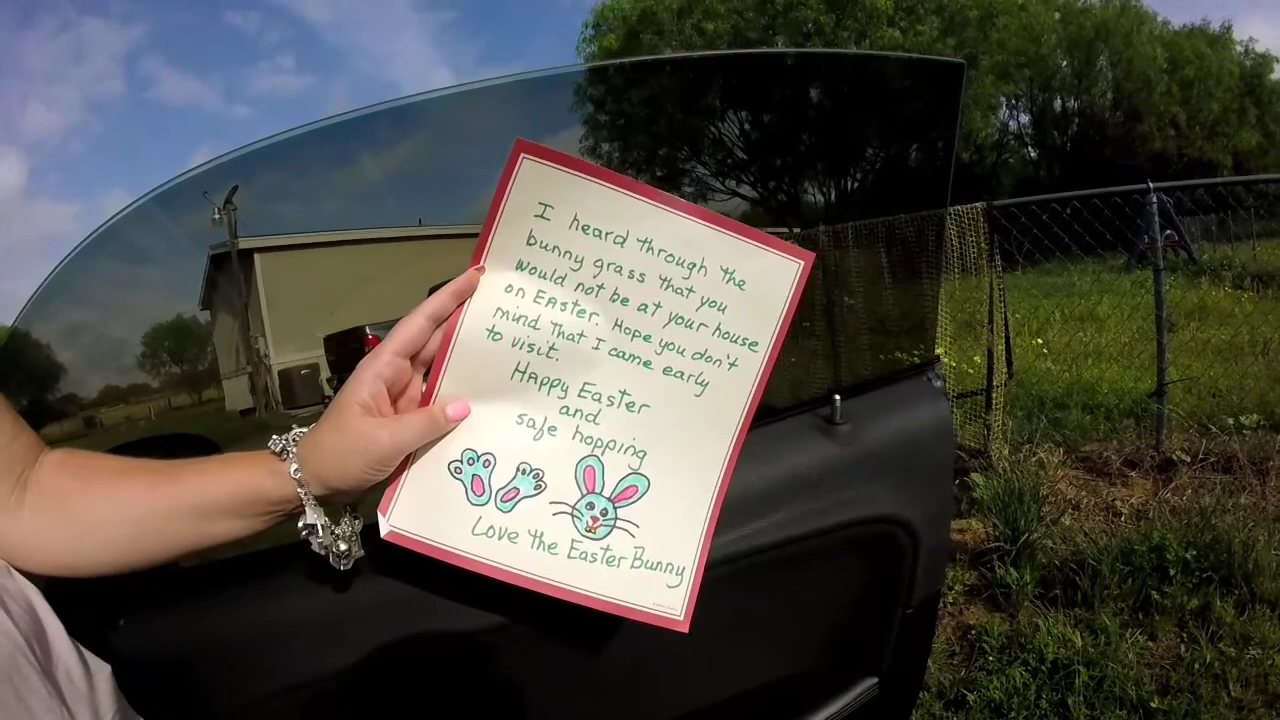 I heard through the
bunny grass that you
would not be at your house
on EAster. Hope you don't
mind that I came early
to visit.
HAppy Easter
and
safe hopping
Love the Easter Bunny